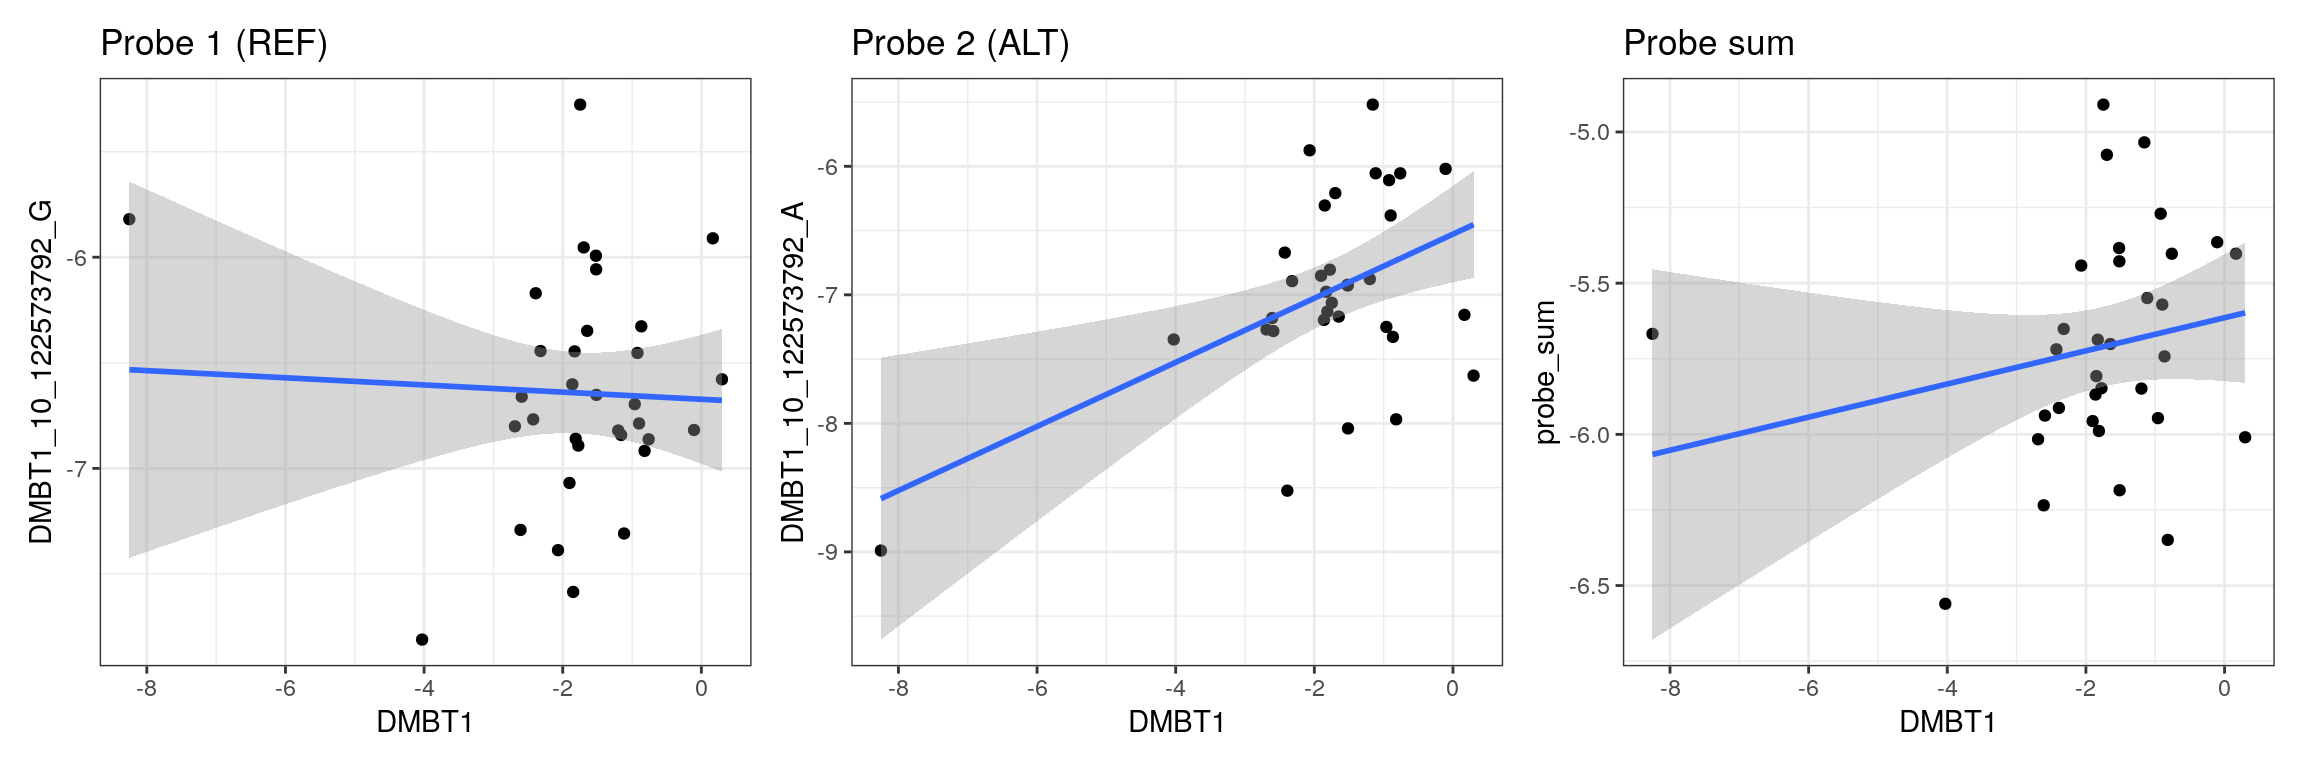 Probe 1 (REF)
DMBT1_10_122573792_G
-6
-7
-8
-6
-4
-2
0
DMBT1
Probe 2 (ALT)
DMBT1_10_122573792_A
-6
-7
-8
-9
-8
-6
-4
-2
0
DMBT1
Probe sum
probe_sum
-5.0
-5.5
-6.0
-6.5
-8
-6
-4
-2
0
DMBT1